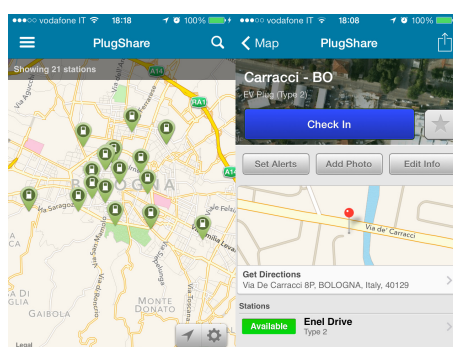 ●●●○○ vodafone IT 18:18 100%
PlugShare
Showing 21 stations
A14
RA1
A14
BOLOGNA
Via Saragoz
MONTE
DONATO
GAIBOLA
Legal
●●●○○ vodafone IT 18:08 100%
Map PlugShare
Carracci - BO
EV Plug (Type 2)
Check In
Set Alerts Add Photo Edit Info
Via de' Carracci
Get Directions
Via De Carracci 8P, BOLOGNA, Italy, 40129
Stations
Available Enel Drive
Type 2